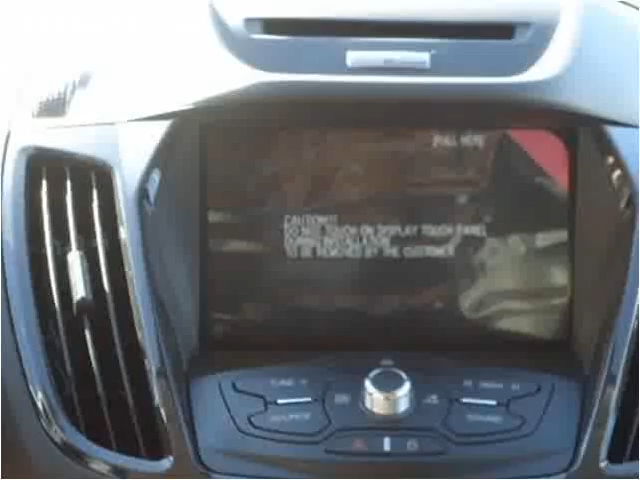 PULL HERE
CAUTION!!!
DO NOT TOUCH ON DISPLAY TOUCH PANEL
DURING INSTALLATION
TO BE REMOVED BY THE CUSTOMER
TUNE +
SOURCE
SOUND